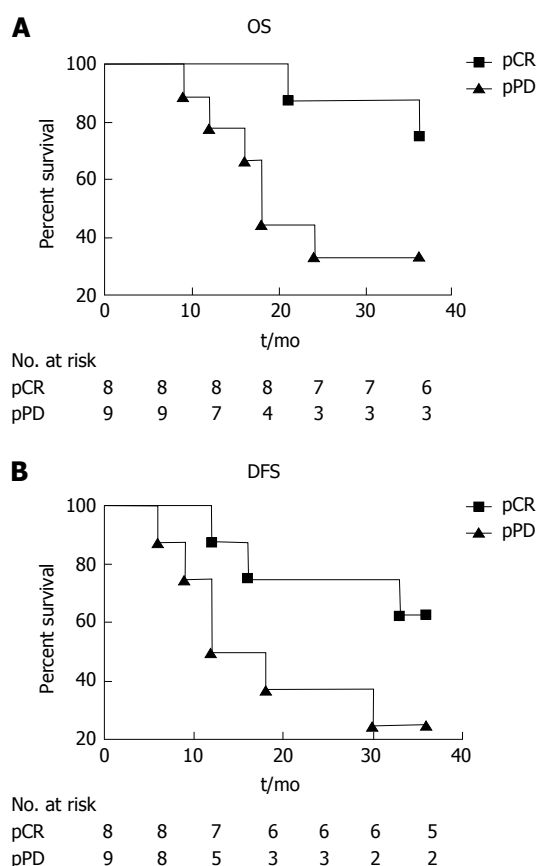 A
OS
pCR
pPD
100
80
60
40
20
Percent survival
0 10 20 30 40
t/mo
No. at risk
pCR 8 8 8 8 7 7 6
pPD 9 9 7 4 3 3 3
B
DFS
pCR
pPD
100
80
60
40
20
Percent survival
0 10 20 30 40
t/mo
No. at risk
pCR 8 8 7 6 6 6 5
pPD 9 8 5 3 3 2 2